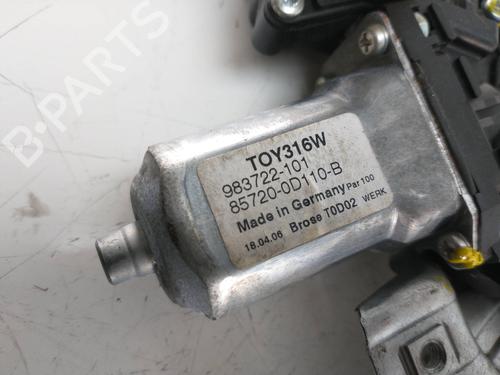 B-PARTS
TOY316W
983722-101
85720-0D110-B
Made in Germany Par 100
18.04.06 Brose T0D02 WERK